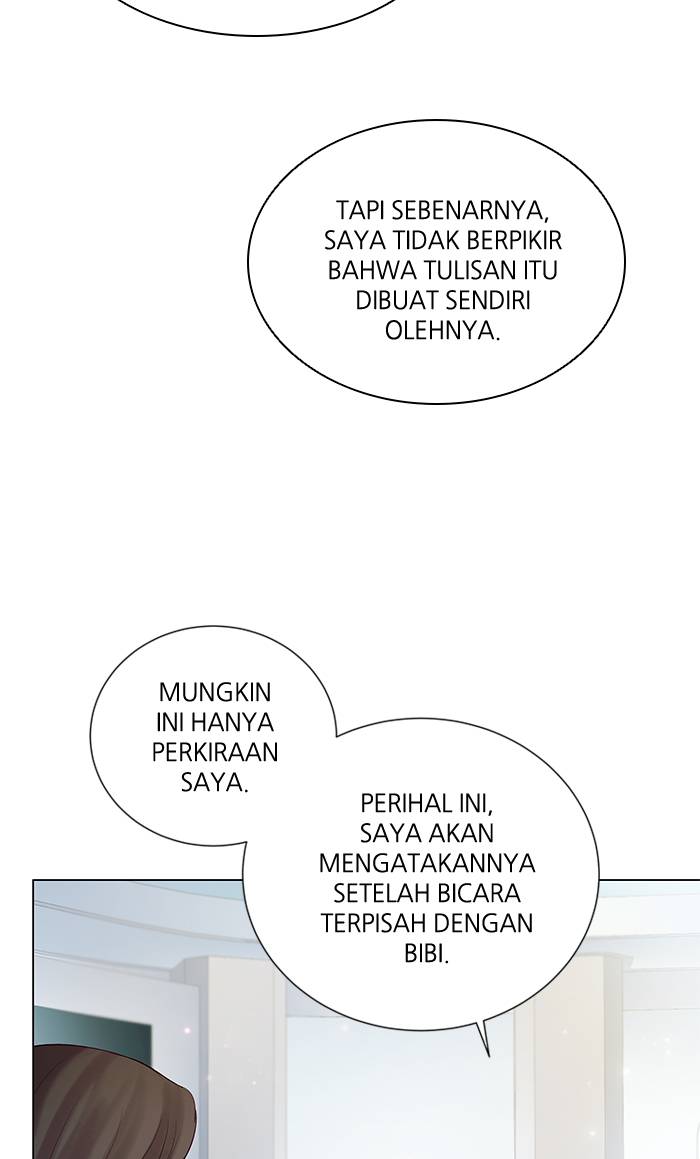 TAPI SEBENARNYA,
SAYA TIDAK BERPIKIR
BAHWA TULISAN ITU
DIBUAT SENDIRI
OLEHNYA.
MUNGKIN
INI HANYA
PERKIRAAN
SAYA.
PERIHAL INI,
SAYA AKAN
MENGATAKANNYA
SETELAH BICARA
TERPISAH DENGAN
BIBI.